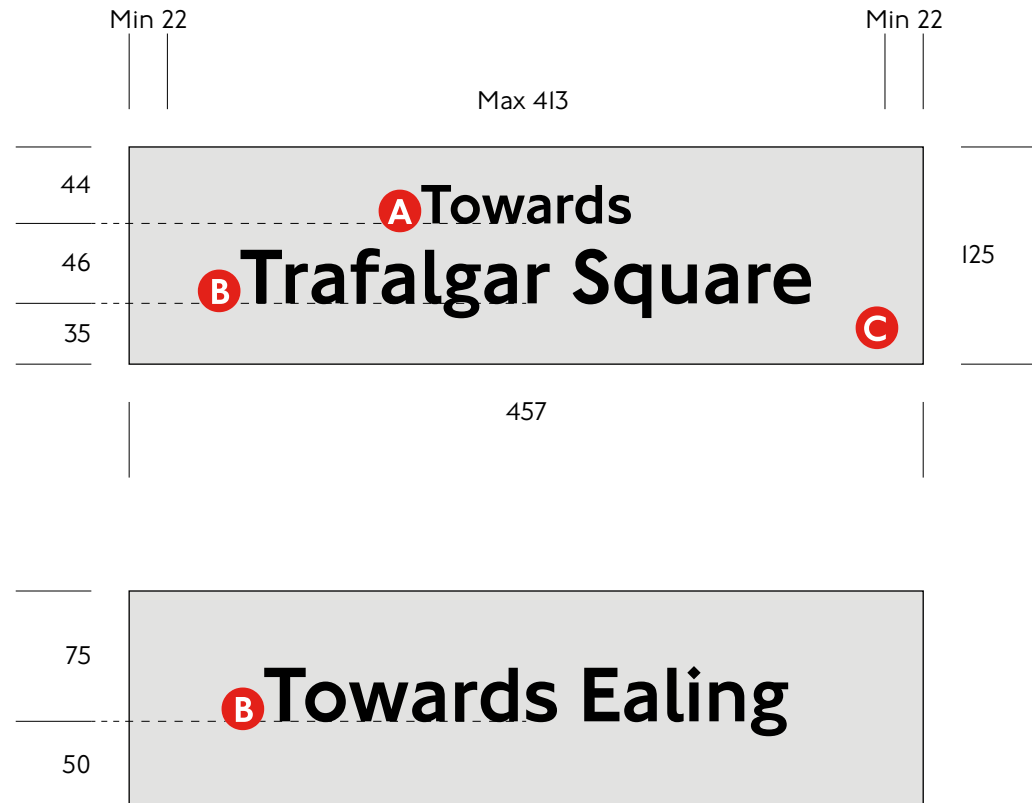 Min 22 Min 22
Max 413
44
A Towards
46
125
B Trafalgar Square
C
35
457
75
B Towards Ealing
50